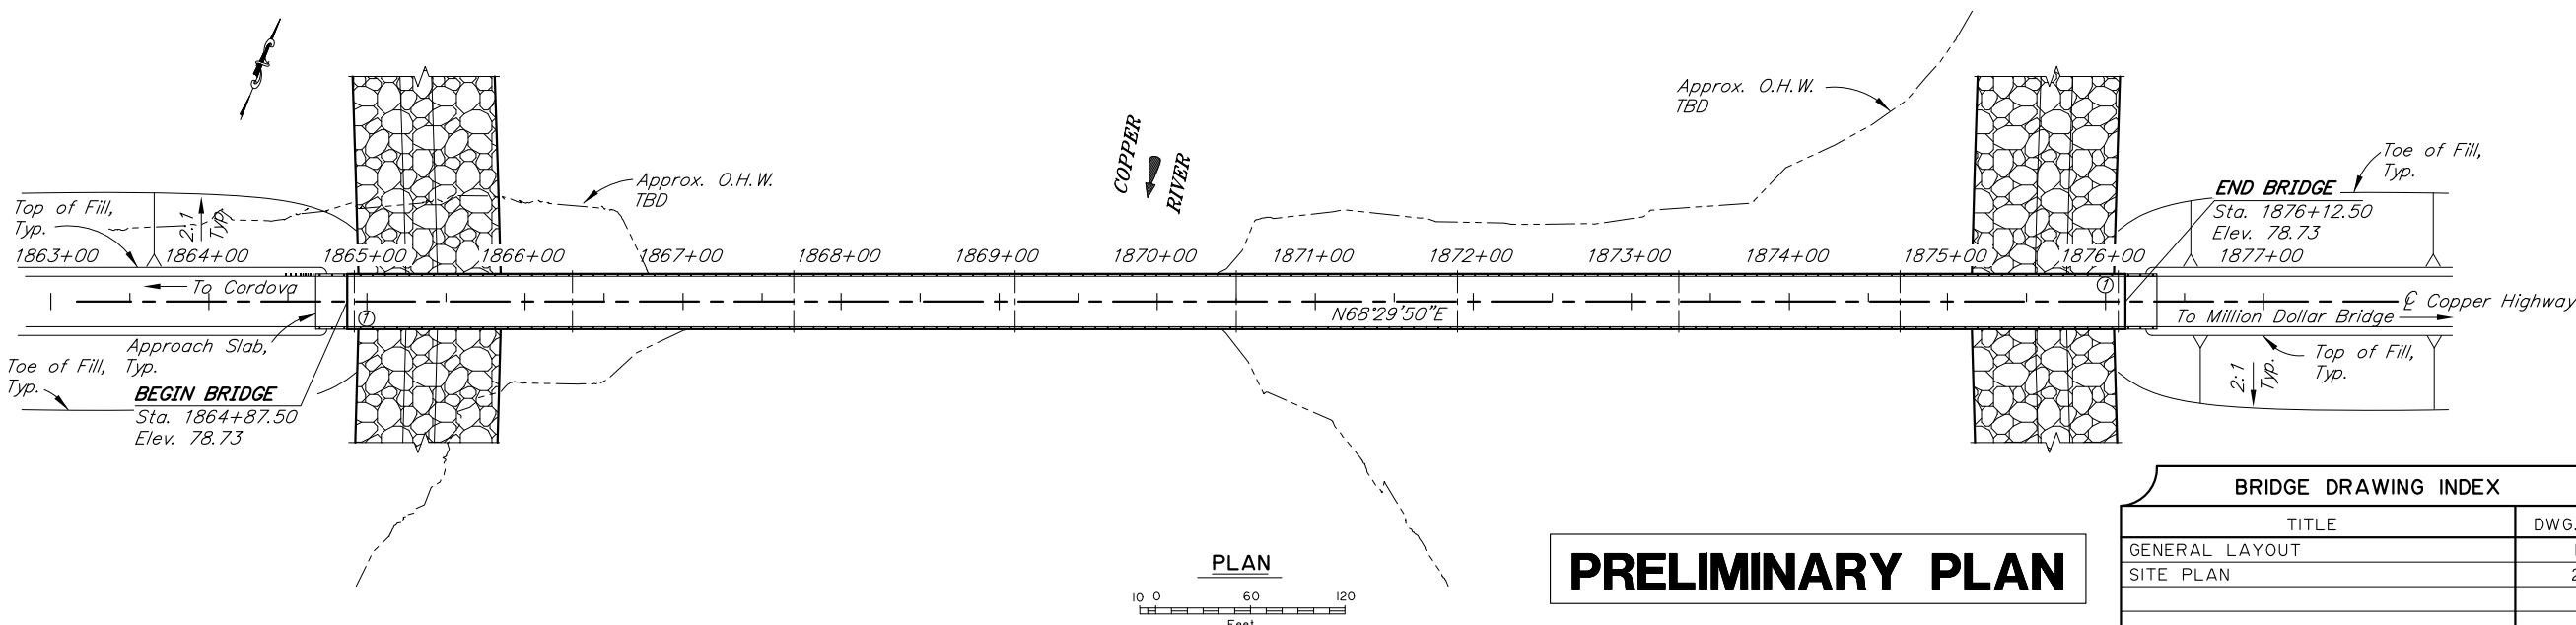 Approx. O.H.W.
TBD
Approx. O.H.W.
TBD
COPPER
RIVER
Toe of Fill,
Typ.
Top of Fill,
Typ.
2:1
Typ.
END BRIDGE
Sta. 1876+12.50
Elev. 78.73
1863+00 1864+00 1865+00 1866+00 1867+00 1868+00 1869+00 1870+00 1871+00 1872+00 1873+00 1874+00 1875+00 1876+00 1877+00
To Cordova
1
1
N68°29'50"E
℄ Copper Highway
To Million Dollar Bridge
Approach Slab,
Typ.
Toe of Fill,
Typ.
BEGIN BRIDGE
Sta. 1864+87.50
Elev. 78.73
Top of Fill,
Typ.
2:1
Typ.
PLAN
10 0 60 120
Feet
PRELIMINARY PLAN
BRIDGE DRAWING INDEX
TITLE DWG.
GENERAL LAYOUT
SITE PLAN 2